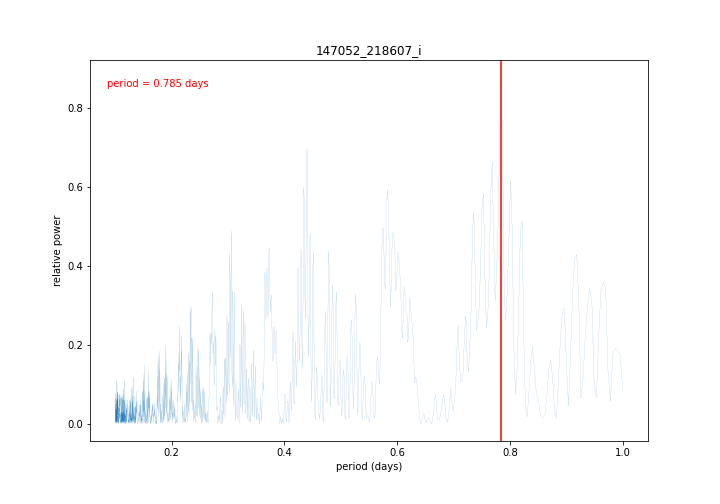 147052_218607_i
period = 0.785 days
relative power
0.8
0.6
0.4
0.2
0.0
0.2 0.4 0.6 0.8 1.0
period (days)